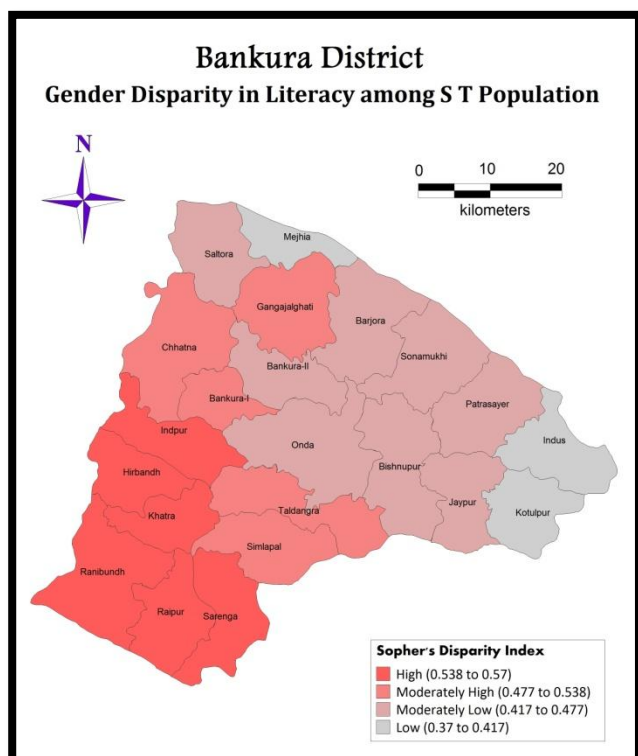 Bankura District
Gender Disparity in Literacy among S T Population
N
0 10 20
kilometers
Mejhia
Saltora
Gangajalghati
Barjora
Chhatna
Sonamukhi
Bankura-II
Bankura-I
Patrasayer
Indpur
Onda
Indus
Hirbandh
Bishnupur
Khatra
Jaypur
Kotulpur
Taldangra
Simlapal
Ranibundh
Raipur
Sarenga
Sopher's Disparity Index
High (0.538 to 0.57)
Moderately High (0.477 to 0.538)
Moderately Low (0.417 to 0.477)
Low (0.37 to 0.417)